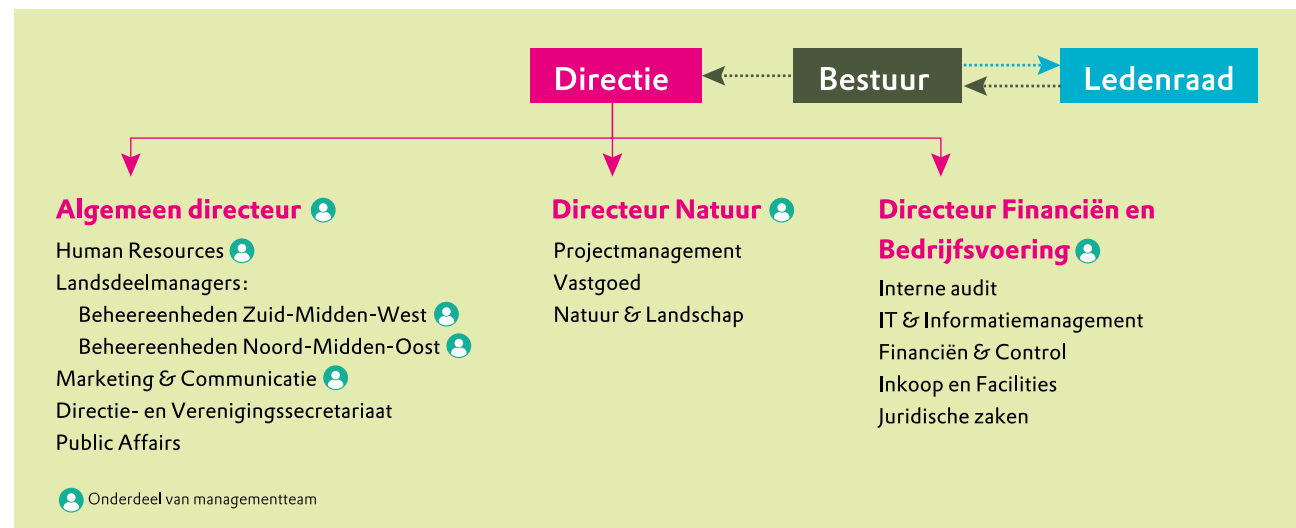 Directie
Bestuur
Ledenraad
Algemeen directeur
Human Resources
Landsdeelmanagers:
Beheereenheden Zuid-Midden-West
Beheereenheden Noord-Midden-Oost
Marketing & Communicatie
Directie- en Verenigingssecretariaat
Public Affairs
Directeur Natuur
Projectmanagement
Vastgoed
Natuur & Landschap
Directeur Financiën en
Bedrijfsvoering
Interne audit
IT & Informatiemanagement
Financiën & Control
Inkoop en Facilities
Juridische zaken
Onderdeel van managementteam